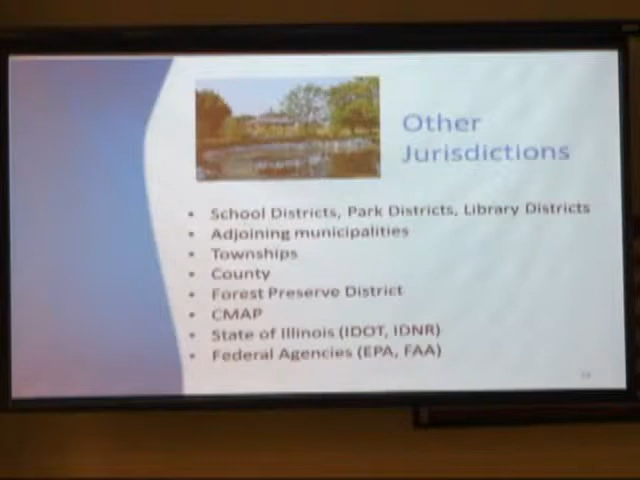 Other
Jurisdictions
• School Districts, Park Districts, Library Districts
• Adjoining municipalities
• Townships
• County
• Forest Preserve District
• CMAP
• State of Illinois (IDOT, IDNR)
• Federal Agencies (EPA, FAA)